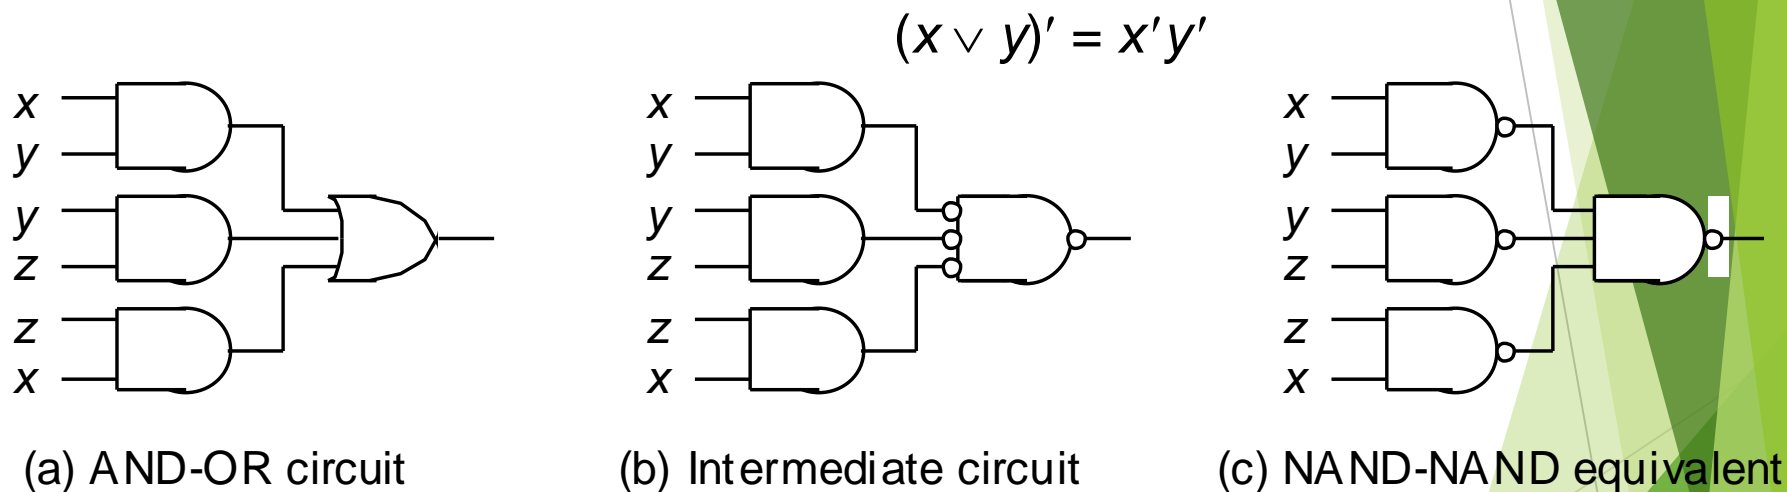 (x ∨ y)′ = x′y′
x
y
y
z
z
x
x
y
y
z
z
x
x
y
y
z
z
x
(a) AND-OR circuit
(b) Intermediate circuit
(c) NAND-NAND equivalent